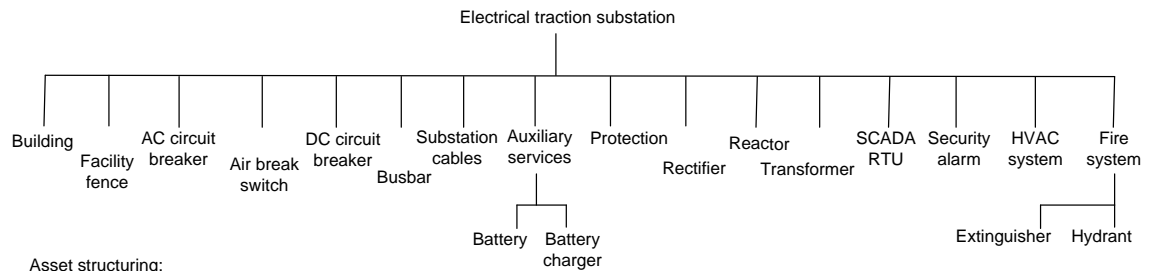 Electrical traction substation
Building
Facility
fence
AC circuit
breaker
Air break
switch
DC circuit
breaker
Busbar
Substation
cables
Auxiliary
services
Protection
Rectifier
Reactor
Transformer
SCADA
RTU
Security
alarm
HVAC
system
Fire
system
Battery
Battery
charger
Extinguisher
Hydrant
Asset structuring: